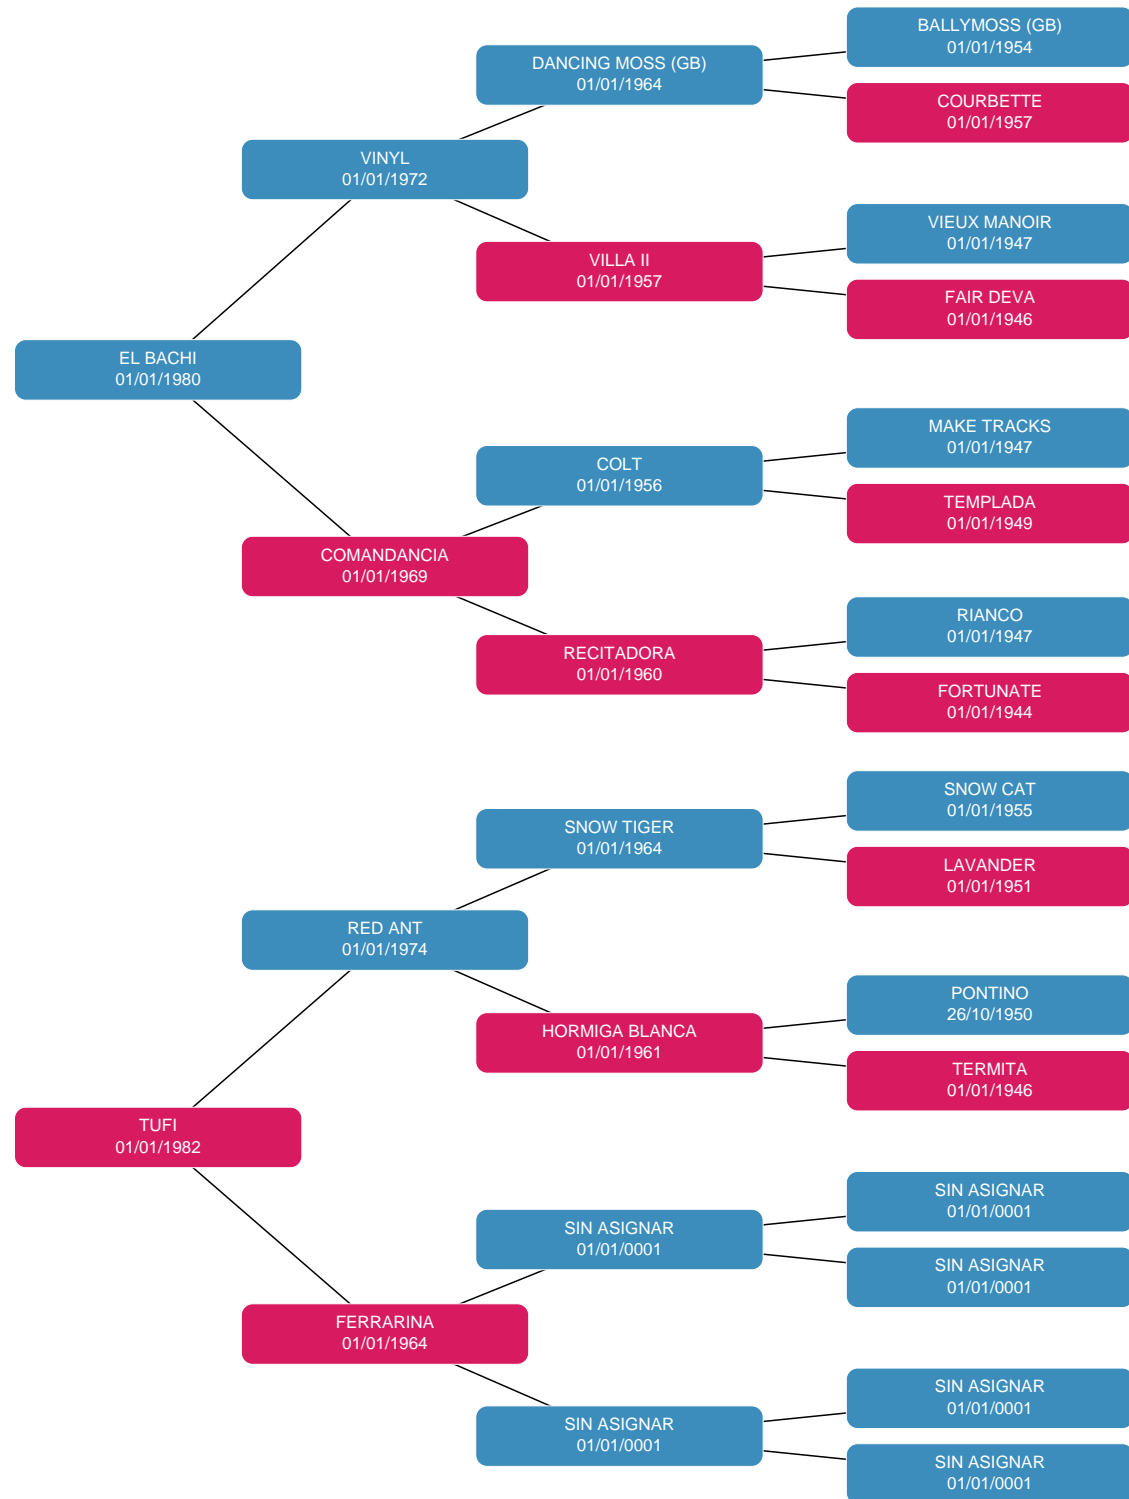 BALLYMOSS (GB)
01/01/1954
DANCING MOSS (GB)
01/01/1964
COURBETTE
01/01/1957
VINYL
01/01/1972
VIEUX MANOIR
01/01/1947
VILLA II
01/01/1957
FAIR DEVA
01/01/1946
EL BACHI
01/01/1980
MAKE TRACKS
01/01/1947
COLT
01/01/1956
TEMPLADA
01/01/1949
COMANDANCIA
01/01/1969
RIANCO
01/01/1947
RECITADORA
01/01/1960
FORTUNATE
01/01/1944
SNOW CAT
01/01/1955
SNOW TIGER
01/01/1964
LAVANDER
01/01/1951
RED ANT
01/01/1974
PONTINO
26/10/1950
HORMIGA BLANCA
01/01/1961
TERMITA
01/01/1946
TUFI
01/01/1982
SIN ASIGNAR
01/01/0001
SIN ASIGNAR
01/01/0001
SIN ASIGNAR
01/01/0001
FERRARINA
01/01/1964
SIN ASIGNAR
01/01/0001
SIN ASIGNAR
01/01/0001
SIN ASIGNAR
01/01/0001